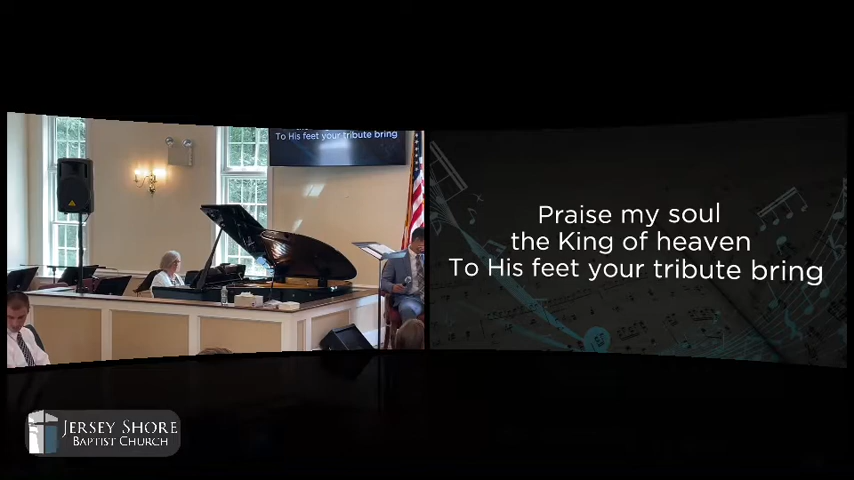 To His feet your tribute bring
Praise my soul
the King of heaven
To His feet your tribute bring
JERSEY SHORE
BAPTIST CHURCH